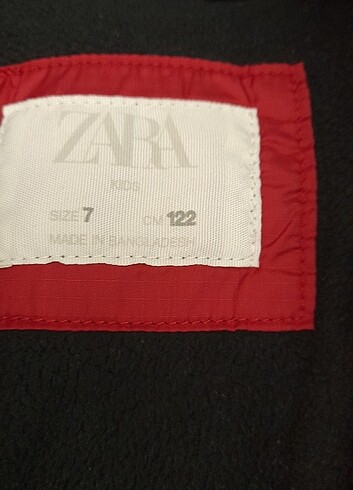 ZARA
KIDS
SIZE 7 CM 122
MADE IN BANGLADESH